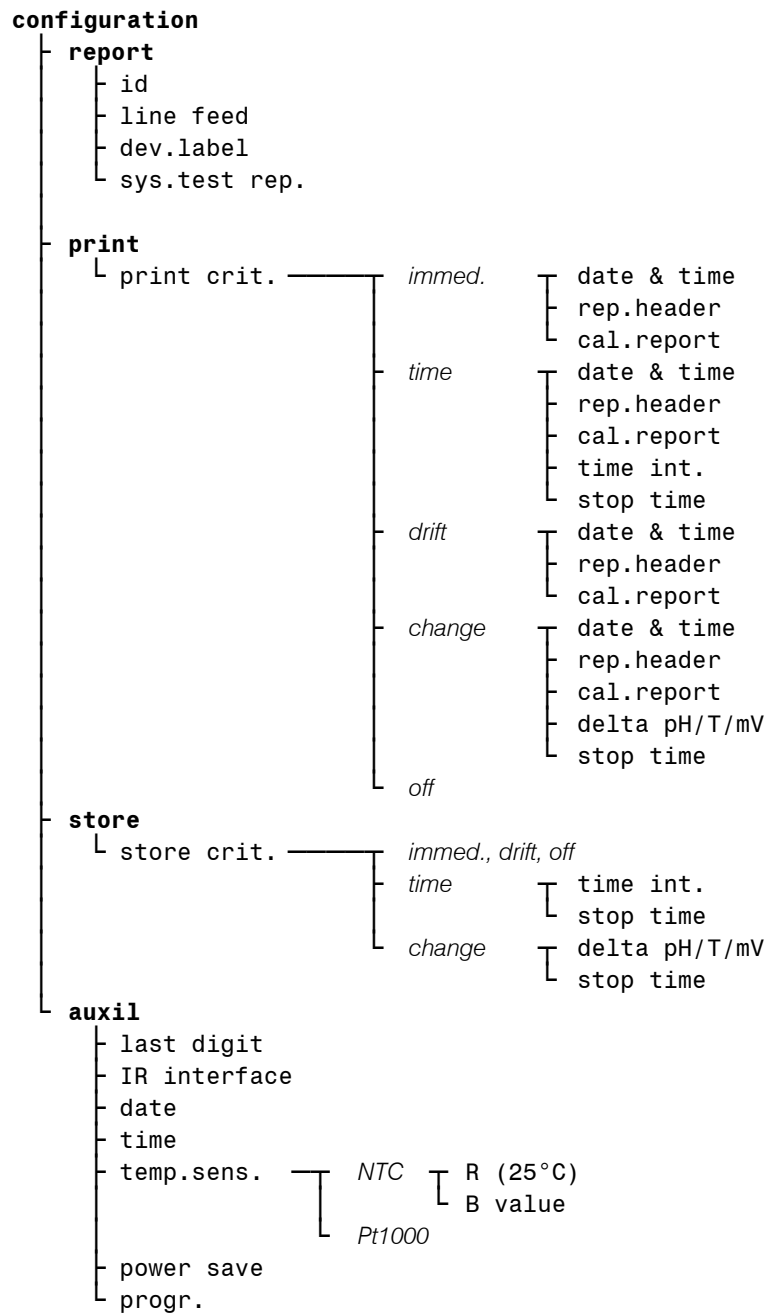 configuration
report
id
line feed
dev.label
sys.test rep.
print
print crit. immed. date & time
rep.header
cal.report
time date & time
rep.header
cal.report
time int.
stop time
drift date & time
rep.header
cal.report
change date & time
rep.header
cal.report
delta pH/T/mV
stop time
off
store
store crit. immed., drift, off
time time int.
stop time
change delta pH/T/mV
stop time
auxil
last digit
IR interface
date
time
temp.sens. NTC R (25°C)
B value
Pt1000
power save
progr.